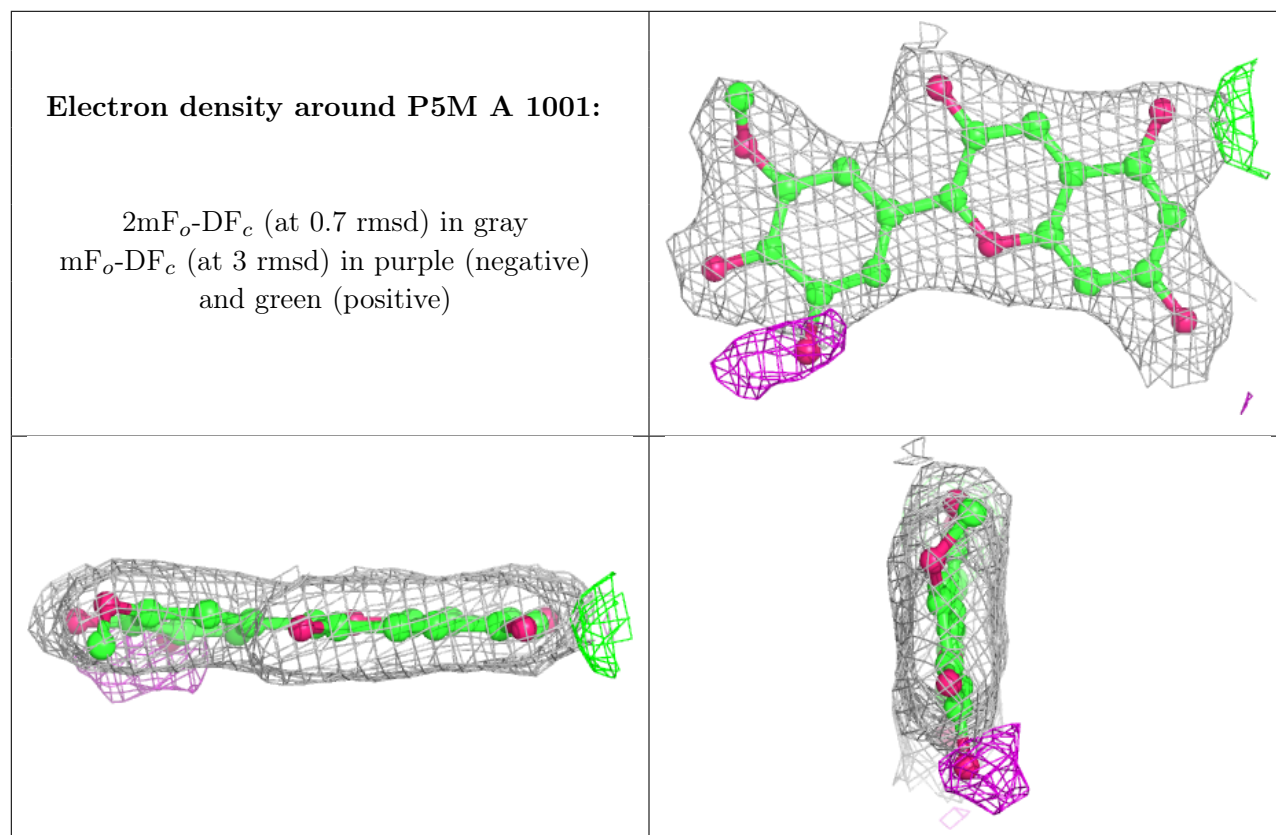 Electron density around P5M A 1001:
2mFo-DFc (at 0.7 rmsd) in gray
mFo-DFc (at 3 rmsd) in purple (negative)
and green (positive)